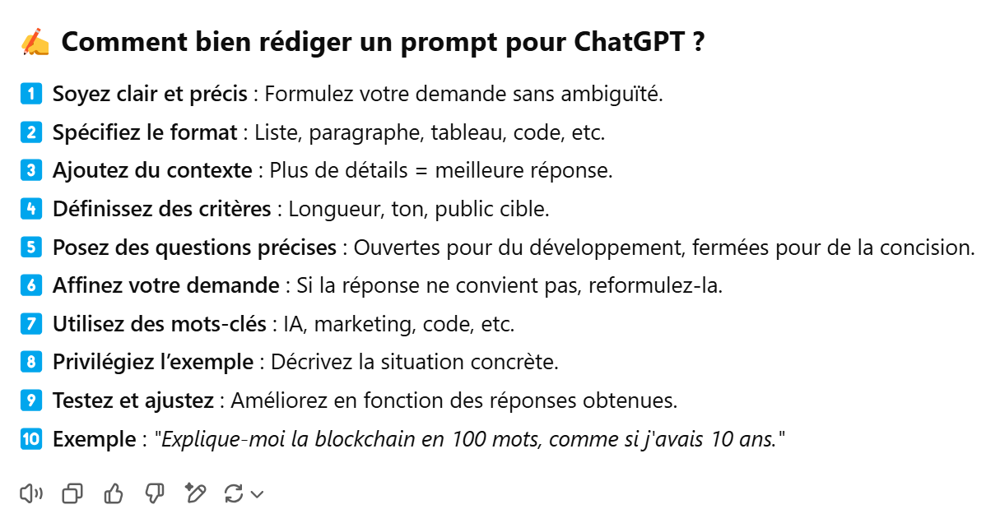 ✍️ Comment bien rédiger un prompt pour ChatGPT ?
1 Soyez clair et précis : Formulez votre demande sans ambiguïté.
2 Spécifiez le format : Liste, paragraphe, tableau, code, etc.
3 Ajoutez du contexte : Plus de détails = meilleure réponse.
4 Définissez des critères : Longueur, ton, public cible.
5 Posez des questions précises : Ouvertes pour du développement, fermées pour de la concision.
6 Affinez votre demande : Si la réponse ne convient pas, reformulez-la.
7 Utilisez des mots-clés : IA, marketing, code, etc.
8 Privilégiez l’exemple : Décrivez la situation concrète.
9 Testez et ajustez : Améliorez en fonction des réponses obtenues.
10 Exemple : "Explique-moi la blockchain en 100 mots, comme si j'avais 10 ans."